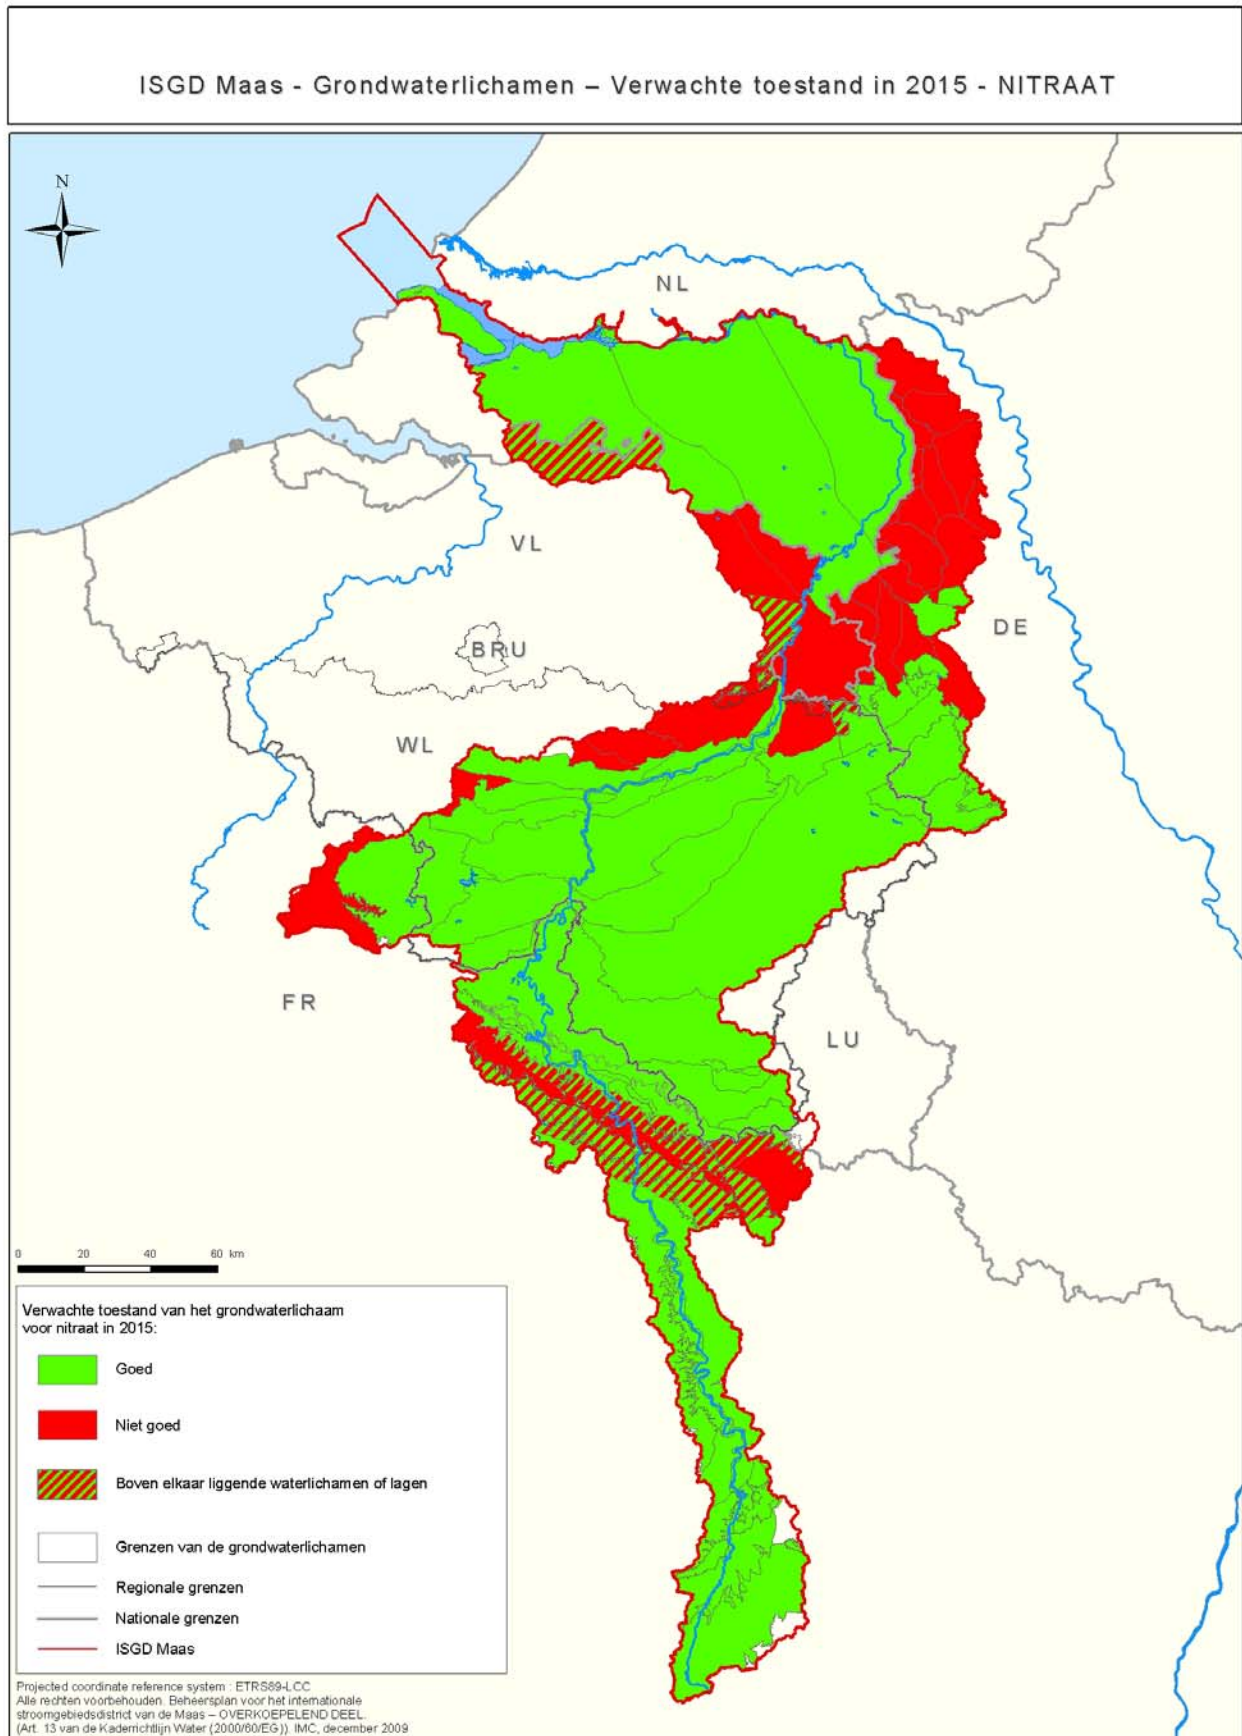 ISGD Maas - Grondwaterlichamen – Verwachte toestand in 2015 - NITRAAT
N
NL
VL
BRU
DE
WL
FR
LU
0 20 40 60 km
Verwachte toestand van het grondwaterlichaam
voor nitraat in 2015:
Goed
Niet goed
Boven elkaar liggende waterlichamen of lagen
Grenzen van de grondwaterlichamen
Regionale grenzen
Nationale grenzen
ISGD Maas
Projected coordinate reference system : ETRS89-LCC
Alle rechten voorbehouden. Beheersplan voor het internationale
stroomgebiedsdistrict van de Maas – OVERKOEPELEND DEEL.
(Art. 13 van de Kaderrichtlijn Water (2000/60/EG)). IMC, december 2009